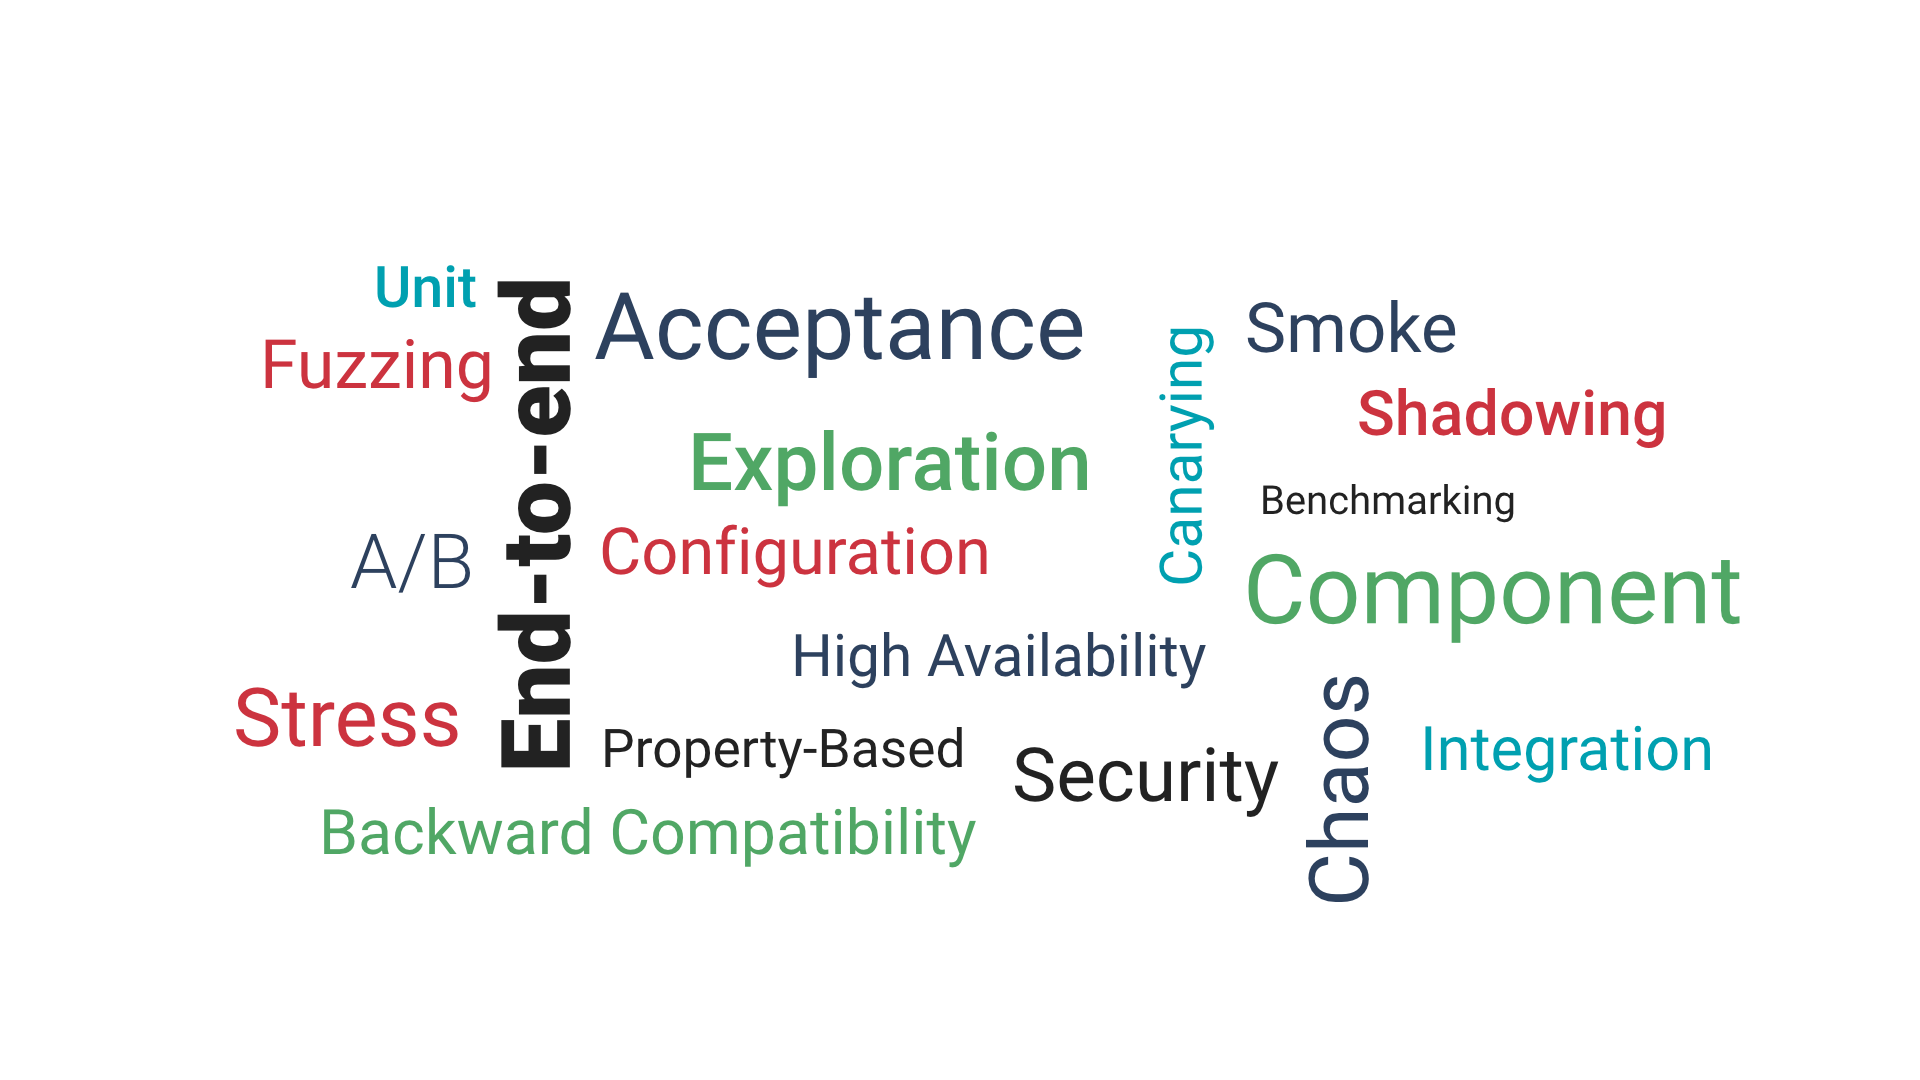 Unit
Fuzzing
End-to-end
Acceptance
Canarying
Smoke
Shadowing
Exploration
Benchmarking
A/B
Configuration
Component
High Availability
Stress
Property-Based
Security
Chaos
Integration
Backward Compatibility